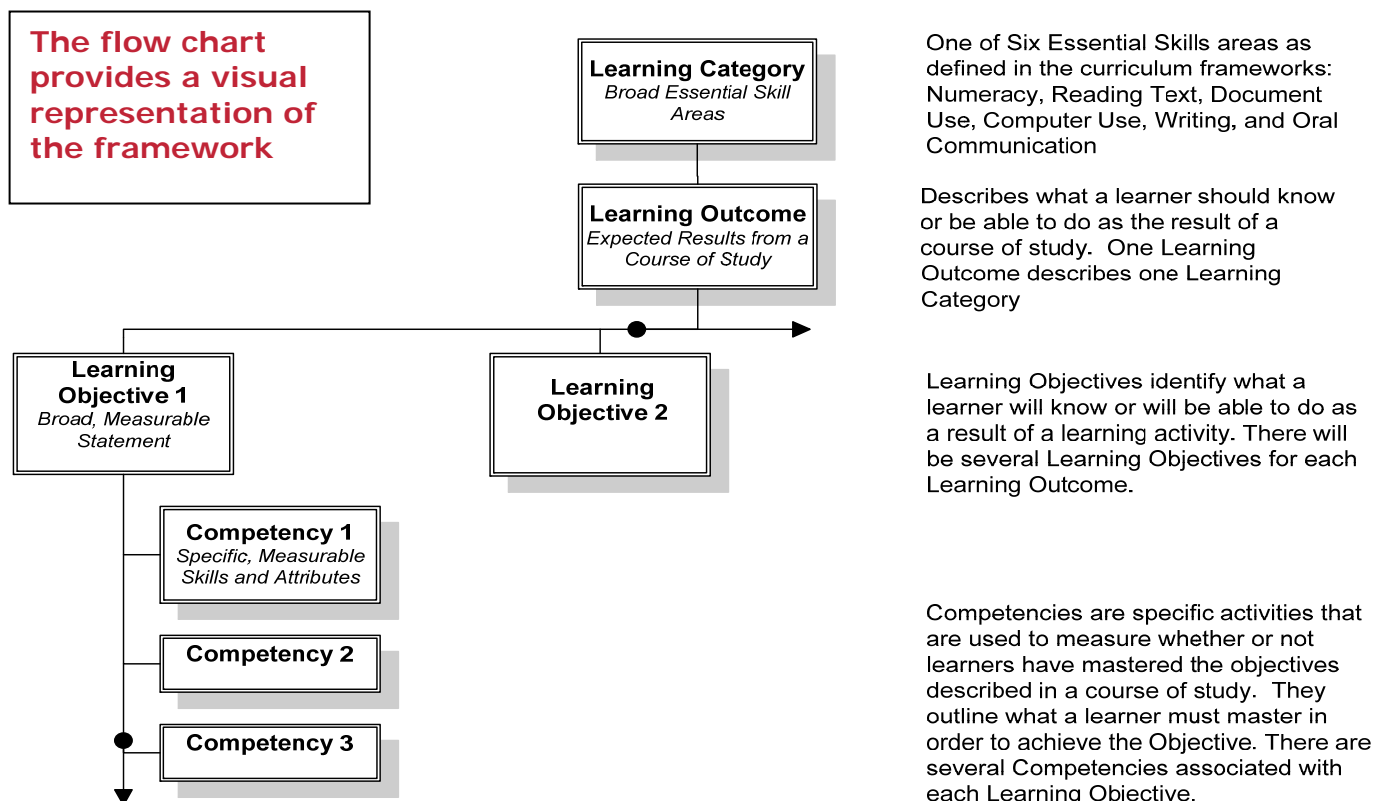 The flow chart
provides a visual
representation of
the framework
Learning Category
Broad Essential Skill
Areas
One of Six Essential Skills areas as
defined in the curriculum frameworks:
Numeracy, Reading Text, Document
Use, Computer Use, Writing, and Oral
Communication
Learning Outcome
Expected Results from a
Course of Study
Describes what a learner should know
or be able to do as the result of a
course of study.  One Learning
Outcome describes one Learning
Category
Learning
Objective 1
Broad, Measurable
Statement
Learning
Objective 2
Learning Objectives identify what a
learner will know or will be able to do as
a result of a learning activity. There will
be several Learning Objectives for each
Learning Outcome.
Competency 1
Specific, Measurable
Skills and Attributes
Competency 2
Competency 3
Competencies are specific activities that
are used to measure whether or not
learners have mastered the objectives
described in a course of study.  They
outline what a learner must master in
order to achieve the Objective. There are
several Competencies associated with
each Learning Objective.